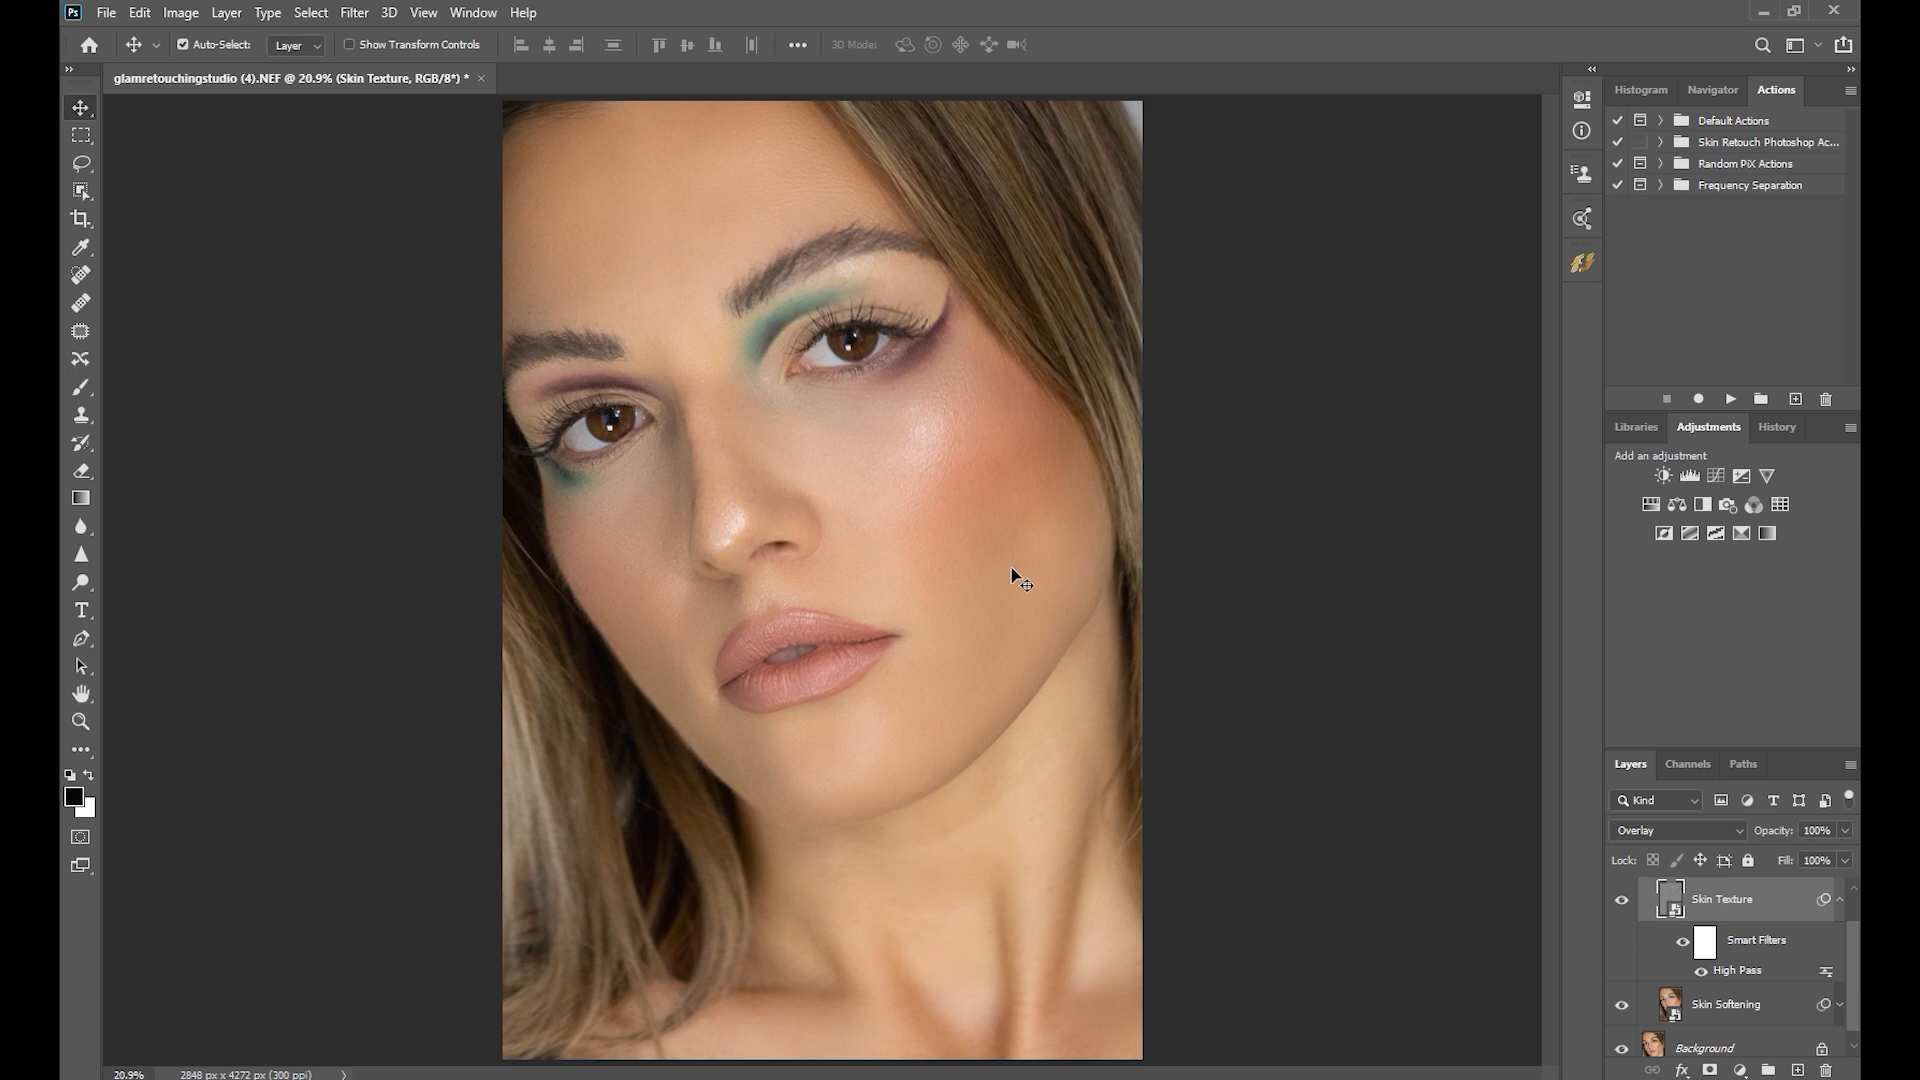 Ps File Edit Image Layer Type Select Filter 3D View Window Help
Auto-Select: Layer Show Transform Controls 3D Mode:
glamretouchingstudio (4).NEF @ 20.9% (Skin Texture, RGB/8*) *
Histogram Navigator Actions
Default Actions
Skin Retouch Photoshop Ac...
Random PiX Actions
Frequency Separation
Libraries Adjustments History
Add an adjustment
Layers Channels Paths
Kind
Overlay Opacity: 100%
Lock: Fill: 100%
Skin Texture
Smart Filters
High Pass
Skin Softening
Background
20.9% 2848 px x 4272 px (300 ppi)